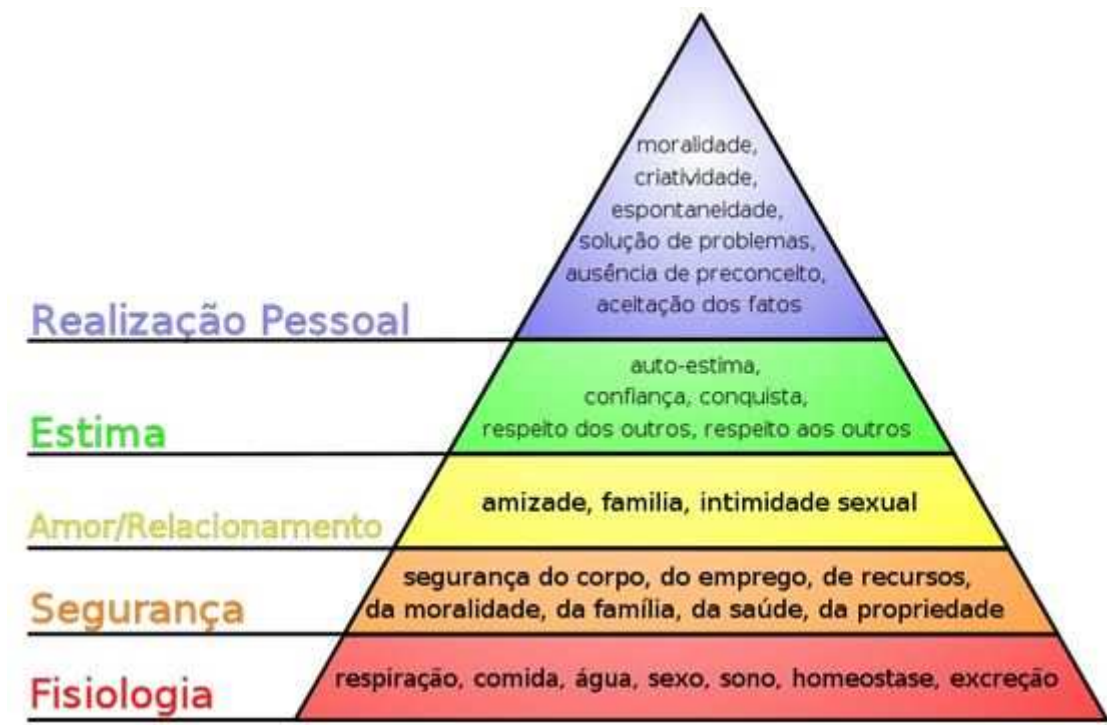 moralidade,
criatividade,
espontaneidade,
solução de problemas,
ausência de preconceito,
aceitação dos fatos
Realização Pessoal
auto-estima,
confiança, conquista,
respeito dos outros, respeito aos outros
Estima
amizade, familia, intimidade sexual
Amor/Relacionamento
segurança do corpo, do emprego, de recursos,
da moralidade, da família, da saúde, da propriedade
Segurança
respiração, comida, água, sexo, sono, homeostase, excreção
Fisiologia